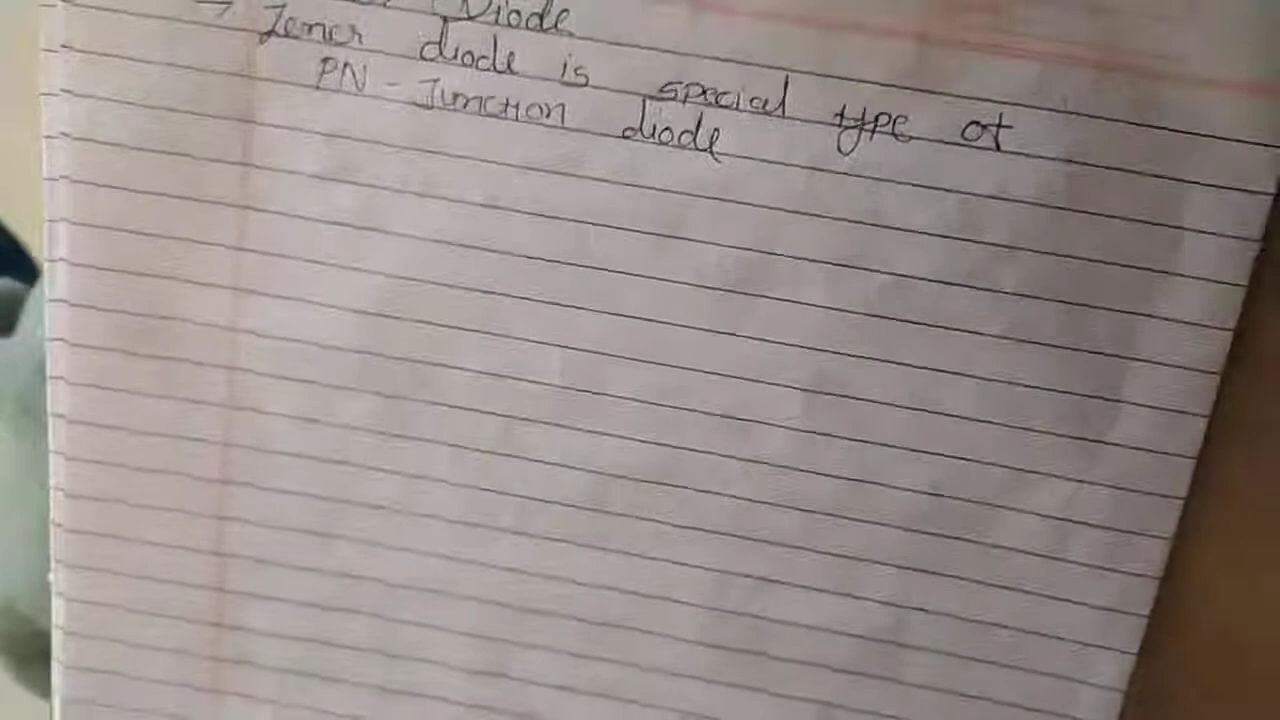 Diode
→ Zener diode is special type of
PN - Junction diode